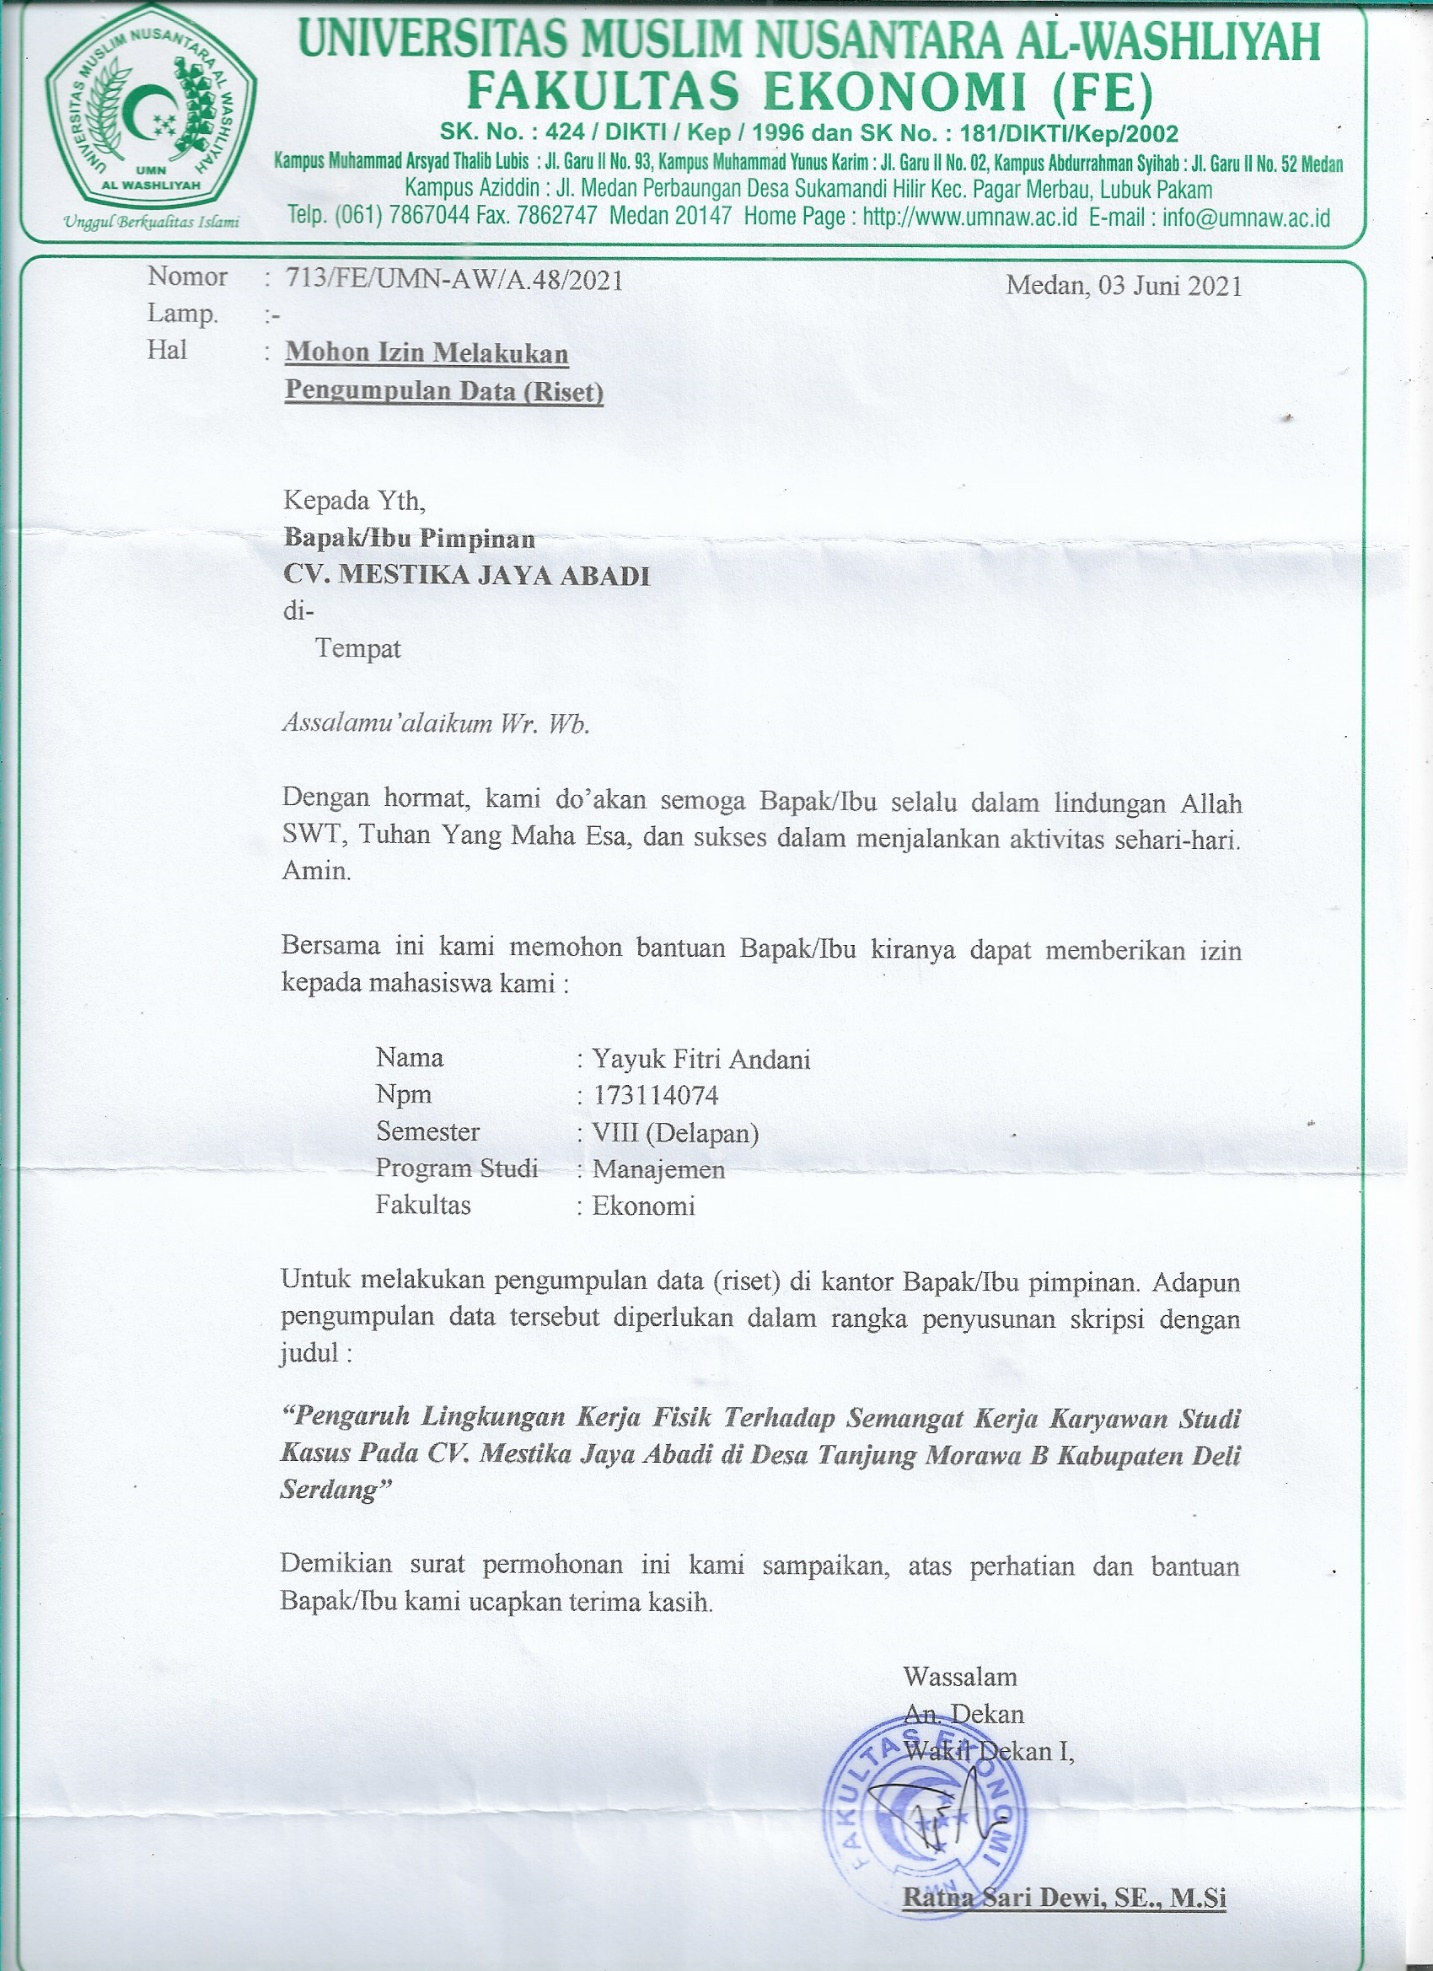 UNIVERSITAS MUSLIM NUSANTARA AL WASHLIYAH
UMN
AL WASHLIYAH
Unggul Berkualitas Islami
UNIVERSITAS MUSLIM NUSANTARA AL-WASHLIYAH
FAKULTAS EKONOMI (FE)
SK. No. : 424 / DIKTI / Kep / 1996 dan SK No. : 181/DIKTI/Kep/2002
Kampus Muhammad Arsyad Thalib Lubis : Jl. Garu II No. 93, Kampus Muhammad Yunus Karim : Jl. Garu II No. 02, Kampus Abdurrahman Syihab : Jl. Garu II No. 52 Medan
Kampus Aziddin : Jl. Medan Perbaungan Desa Sukamandi Hilir Kec. Pagar Merbau, Lubuk Pakam
Telp. (061) 7867044 Fax. 7862747 Medan 20147 Home Page : http://www.umnaw.ac.id E-mail : info@umnaw.ac.id
Nomor : 713/FE/UMN-AW/A.48/2021 Medan, 03 Juni 2021
Lamp. :-
Hal : Mohon Izin Melakukan
Pengumpulan Data (Riset)
Kepada Yth,
Bapak/Ibu Pimpinan
CV. MESTIKA JAYA ABADI
di-
Tempat
Assalamu'alaikum Wr. Wb.
Dengan hormat, kami do'akan semoga Bapak/Ibu selalu dalam lindungan Allah
SWT, Tuhan Yang Maha Esa, dan sukses dalam menjalankan aktivitas sehari-hari.
Amin.
Bersama ini kami memohon bantuan Bapak/Ibu kiranya dapat memberikan izin
kepada mahasiswa kami :
Nama : Yayuk Fitri Andani
Npm : 173114074
Semester : VIII (Delapan)
Program Studi : Manajemen
Fakultas : Ekonomi
Untuk melakukan pengumpulan data (riset) di kantor Bapak/Ibu pimpinan. Adapun
pengumpulan data tersebut diperlukan dalam rangka penyusunan skripsi dengan
judul :
“Pengaruh Lingkungan Kerja Fisik Terhadap Semangat Kerja Karyawan Studi
Kasus Pada CV. Mestika Jaya Abadi di Desa Tanjung Morawa B Kabupaten Deli
Serdang”
Demikian surat permohonan ini kami sampaikan, atas perhatian dan bantuan
Bapak/Ibu kami ucapkan terima kasih.
Wassalam
An. Dekan
Wakil Dekan I,
FAKULTAS EKONOMI
UMN
Ratna Sari Dewi, SE., M.Si